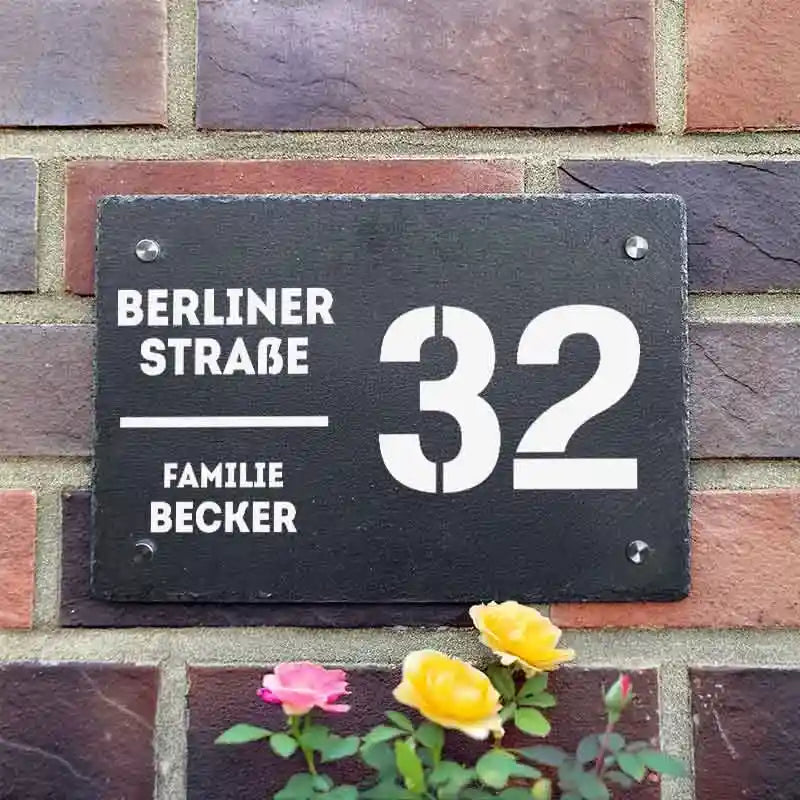 BERLINER
STRAßE
32
FAMILIE
BECKER